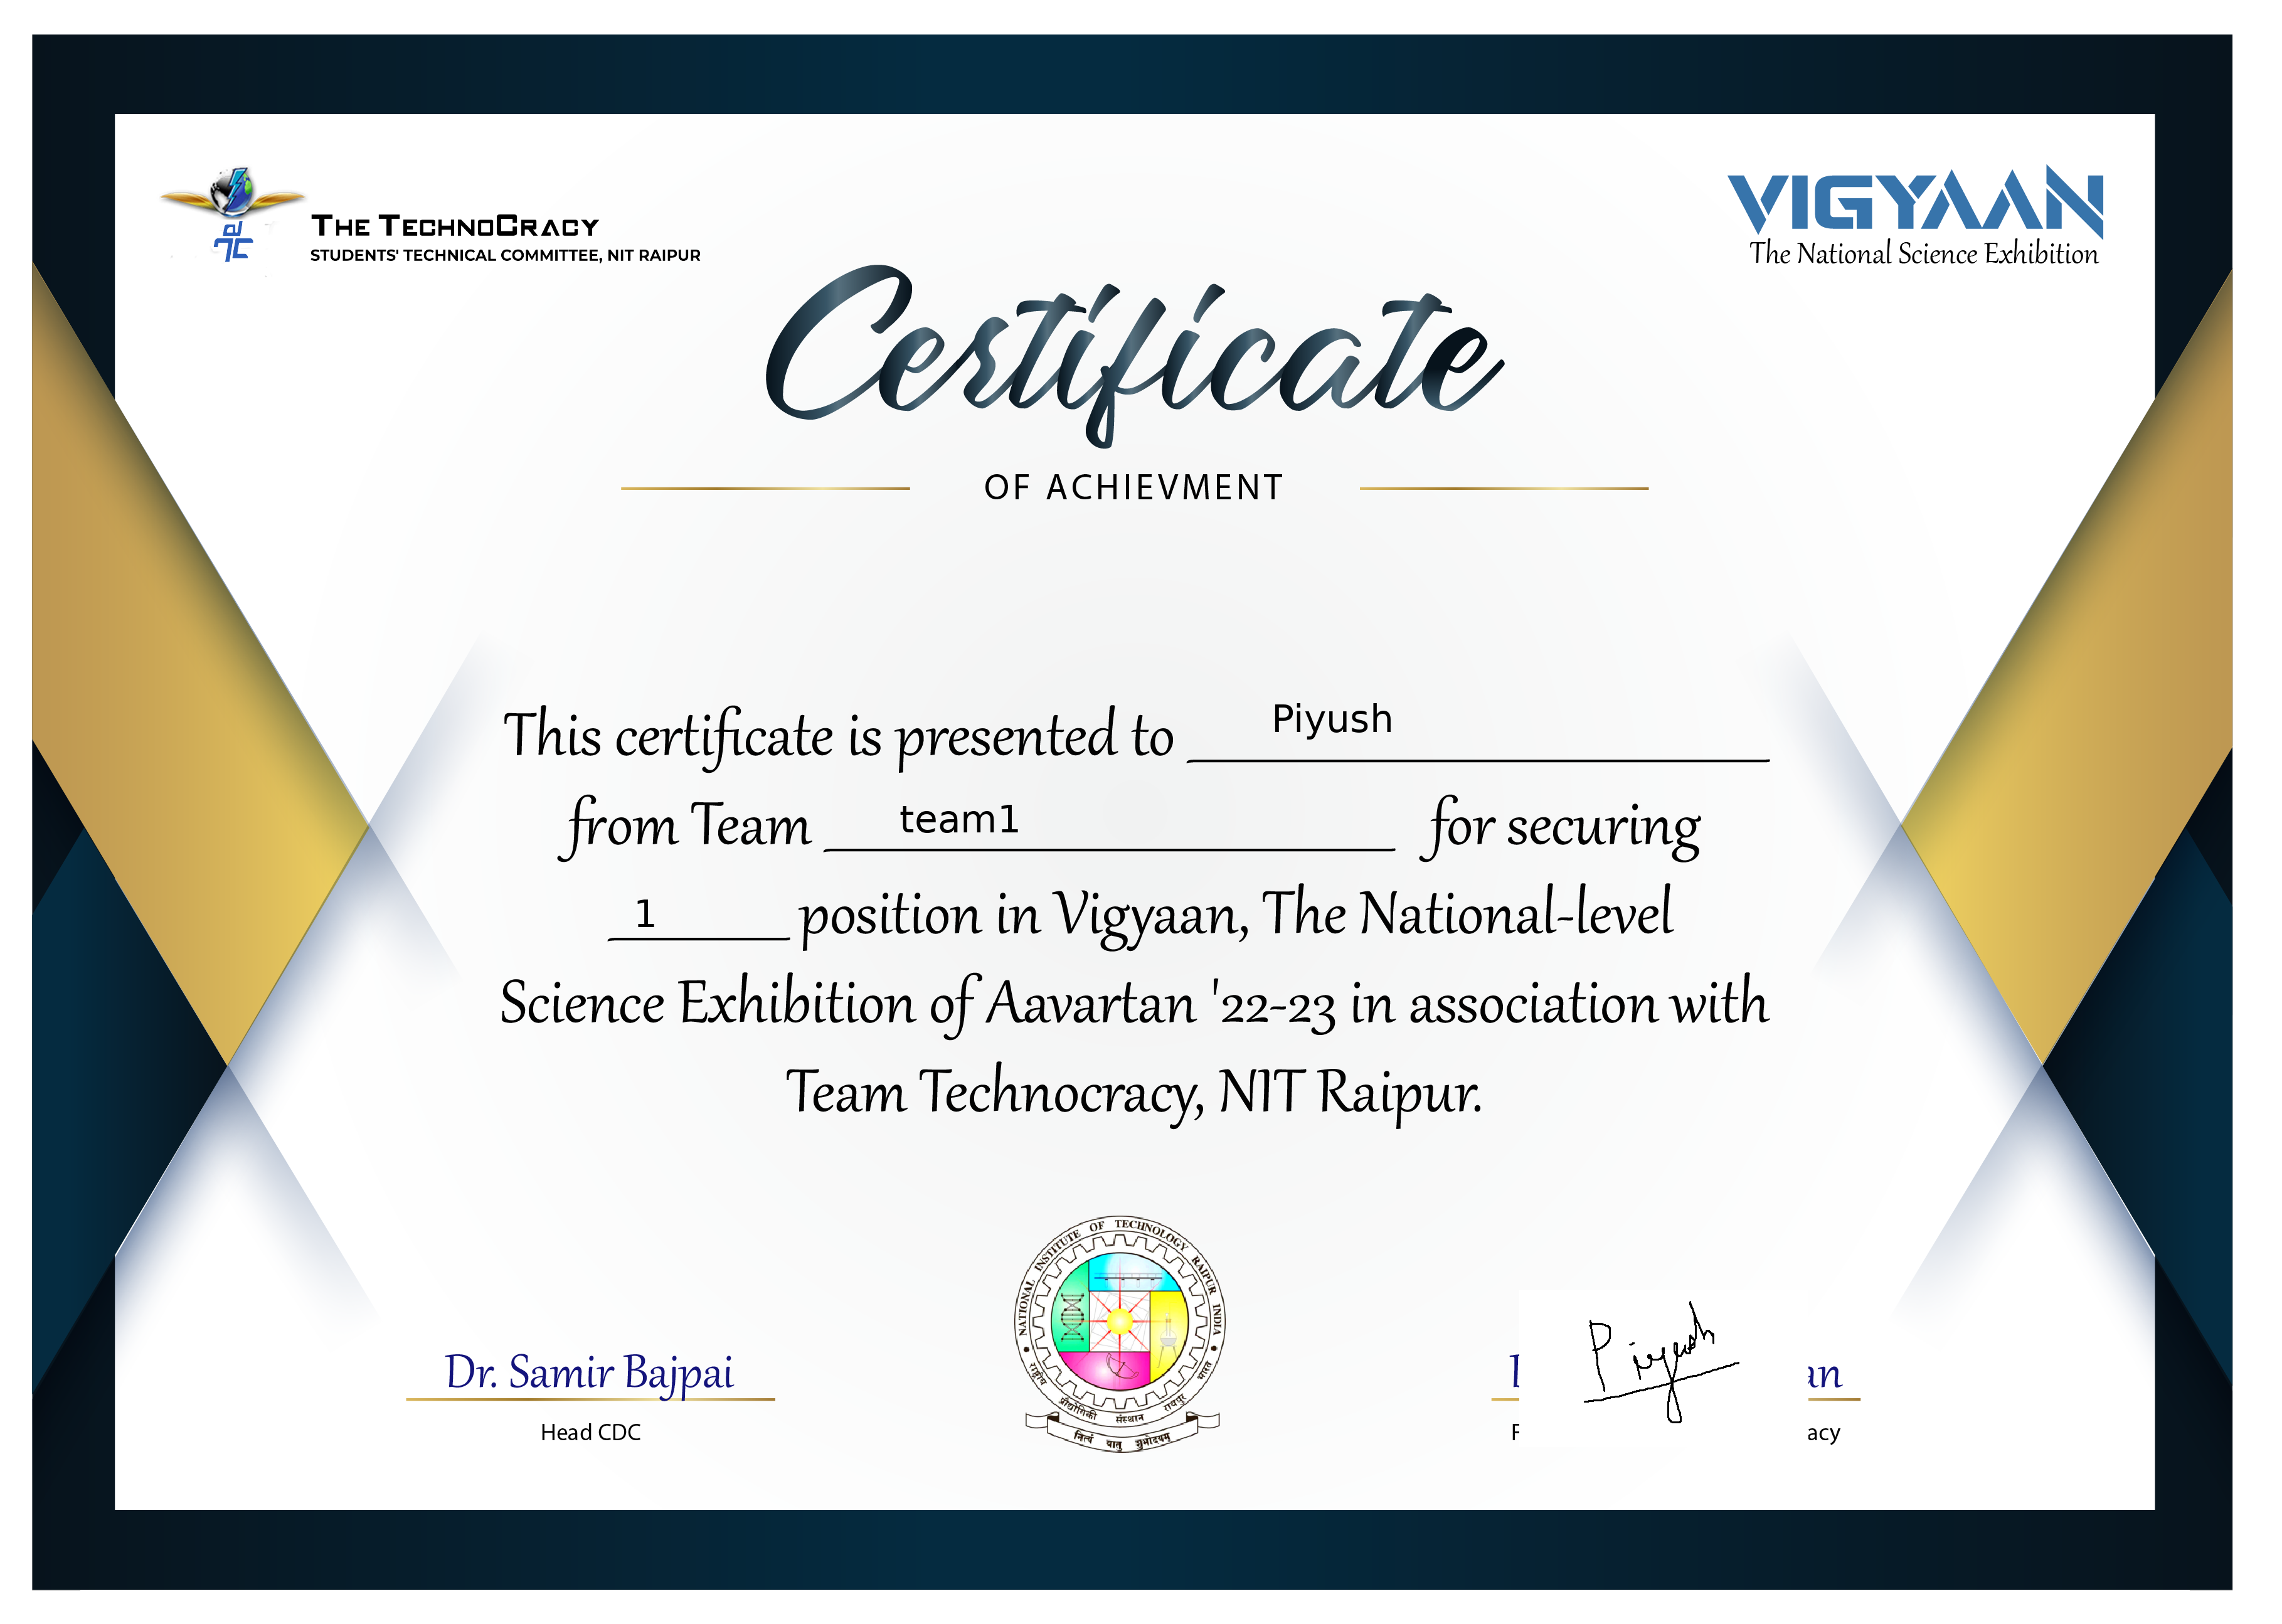 THE TECHNOCRACY
STUDENTS' TECHNICAL COMMITTEE, NIT RAIPUR
VIGYAAN
The National Science Exhibition
Certificate
OF ACHIEVMENT
This certificate is presented to Piyush
from Team team1 for securing
1 position in Vigyaan, The National-level
Science Exhibition of Aavartan '22-23 in association with
Team Technocracy, NIT Raipur.
NATIONAL INSTITUTE OF TECHNOLOGY RAIPUR INDIA
राष्ट्रीय प्रौद्योगिकी संस्थान रायपुर भारत
नित्यं यातु शुभोदयम्
Dr. Samir Bajpai
Head CDC
Piyush
an
acy